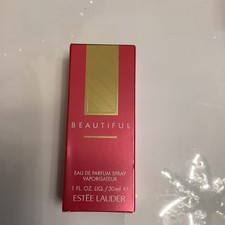 BEAUTIFUL
EAU DE PARFUM SPRAY
VAPORISATEUR
1 FL. OZ. LIQ. / 30 ml ℮
ESTĒE LAUDER